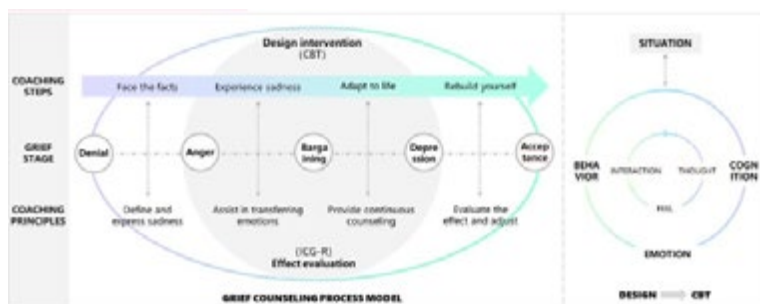 Design intervention
(CBT)
COACHING
STEPS
Face the facts
Experience sadness
Adapt to life
Rebuild yourself
GRIEF
STAGE
Denial
Anger
Barga
ining
Depre
ssion
Accep
tance
COACHING
PRINCIPLES
Define and
express sadness
Assist in transferring
emotions
Provide continuous
counseling
Evaluate the
effect and adjust
(ICG-R)
Effect evaluation
GRIEF COUNSELING PROCESS MODEL
SITUATION
BEHA
VIOR
COGN
ITION
INTERACTION
THOUGHT
FEEL
EMOTION
DESIGN
CBT